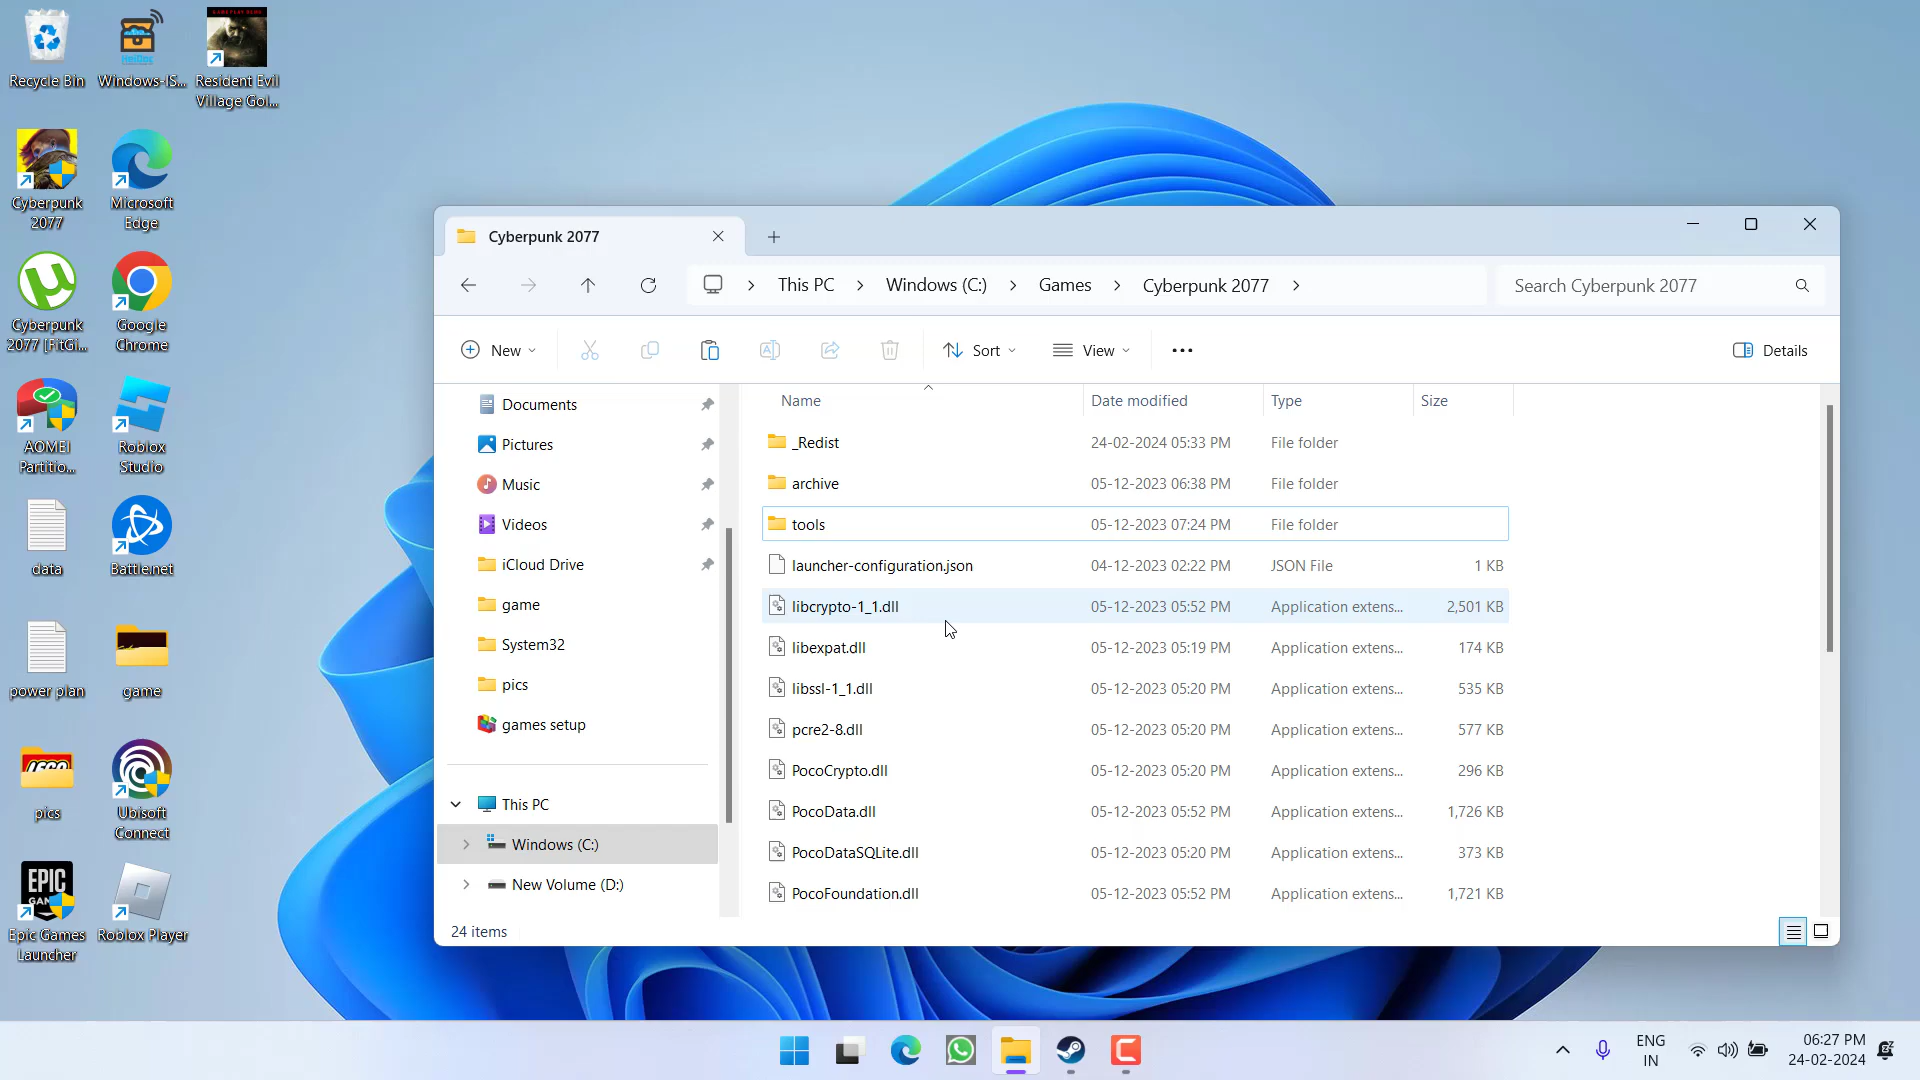 Recycle Bin
Windows-IS...
Resident Evil
Village Gol...
Cyberpunk
2077
Microsoft
Edge
Cyberpunk
2077 [FitGi...
Google
Chrome
AOMEI
Partitio...
Roblox
Studio
data
Battle.net
power plan
game
LEGO
pics
Ubisoft
Connect
EPIC
GAMES
Epic Games
Launcher
Roblox Player
Cyberpunk 2077
This PC
Windows (C:)
Games
Cyberpunk 2077
Search Cyberpunk 2077
New
Sort
View
Details
Documents
Pictures
Music
Videos
iCloud Drive
game
System32
pics
games setup
This PC
Windows (C:)
New Volume (D:)
Name Date modified Type Size
_Redist 24-02-2024 05:33 PM File folder
archive 05-12-2023 06:38 PM File folder
tools 05-12-2023 07:24 PM File folder
launcher-configuration.json 04-12-2023 02:22 PM JSON File 1 KB
libcrypto-1_1.dll 05-12-2023 05:52 PM Application extens... 2,501 KB
libexpat.dll 05-12-2023 05:19 PM Application extens... 174 KB
libssl-1_1.dll 05-12-2023 05:20 PM Application extens... 535 KB
pcre2-8.dll 05-12-2023 05:20 PM Application extens... 577 KB
PocoCrypto.dll 05-12-2023 05:20 PM Application extens... 296 KB
PocoData.dll 05-12-2023 05:52 PM Application extens... 1,726 KB
PocoDataSQLite.dll 05-12-2023 05:20 PM Application extens... 373 KB
PocoFoundation.dll 05-12-2023 05:52 PM Application extens... 1,721 KB
24 items
ENG
IN
06:27 PM
24-02-2024